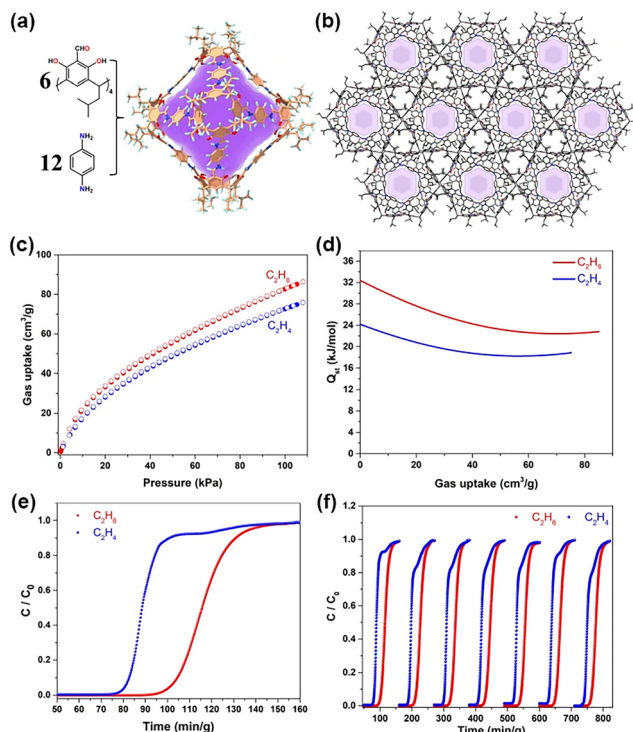 (a)
CHO
HO
OH
6
4
12
NH₂
NH₂
(b)
(c)
Gas uptake (cm³/g)
100
80
60
40
20
0
C₂H₆
C₂H₄
0
20
40
60
80
100
Pressure (kPa)
(d)
Qst (kJ/mol)
36
32
28
24
20
16
12
8
4
0
C₂H₆
C₂H₄
0
20
40
60
80
Gas uptake (cm³/g)
(e)
C / C₀
1.0
0.8
0.6
0.4
0.2
0.0
C₂H₆
C₂H₄
50
60
70
80
90
100
110
120
130
140
150
160
Time (min/g)
(f)
C / C₀
1.2
1.0
0.8
0.6
0.4
0.2
0.0
C₂H₆
C₂H₄
100
200
300
400
500
600
700
800
Time (min/g)